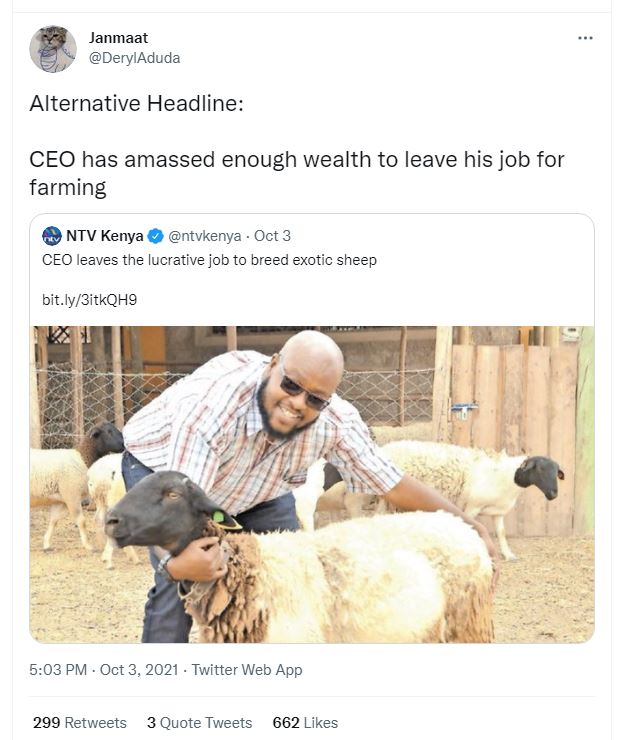 Janmaat
@DerylAduda
Alternative Headline:
CEO has amassed enough wealth to leave his job for
farming
ntv NTV Kenya @ntvkenya · Oct 3
CEO leaves the lucrative job to breed exotic sheep
bit.ly/3itkQH9
5:03 PM · Oct 3, 2021 · Twitter Web App
299 Retweets 3 Quote Tweets 662 Likes